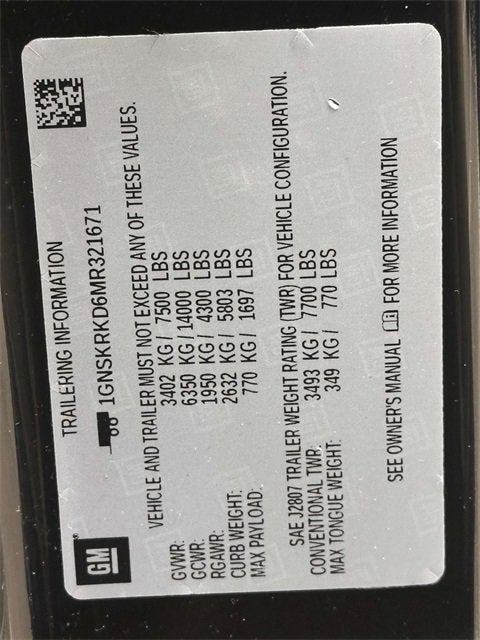 GM
TRAILERING INFORMATION
1GNSKRKD6MR321671
VEHICLE AND TRAILER MUST NOT EXCEED ANY OF THESE VALUES.
GVWR: 3402 KG / 7500 LBS
GCWR: 6350 KG / 14000 LBS
RGAWR: 1950 KG / 4300 LBS
CURB WEIGHT: 2632 KG / 5803 LBS
MAX PAYLOAD: 770 KG / 1697 LBS
SAE J2807 TRAILER WEIGHT RATING (TWR) FOR VEHICLE CONFIGURATION.
CONVENTIONAL TWR: 3493 KG / 7700 LBS
MAX TONGUE WEIGHT: 349 KG / 770 LBS
SEE OWNER'S MANUAL FOR MORE INFORMATION